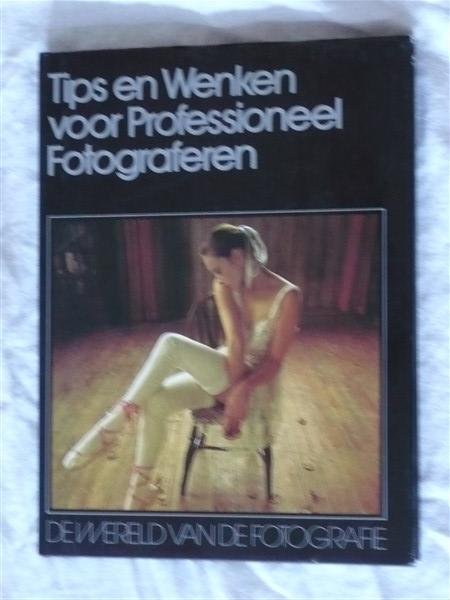 Tips en Wenken
voor Professioneel
Fotograferen
DE WERELD VAN DE FOTOGRAFIE